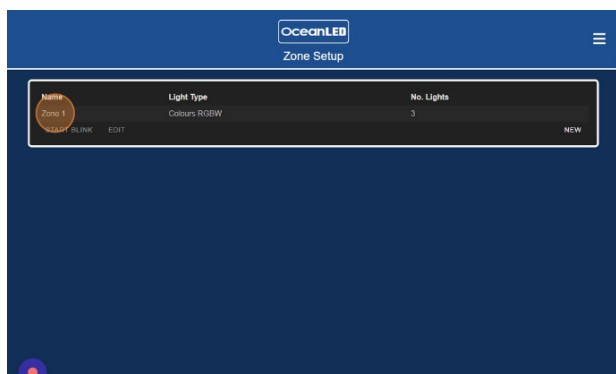 OceanLED
Zone Setup
Name Light Type No. Lights
Zone 1 Colours RGBW 3
START BLINK EDIT NEW